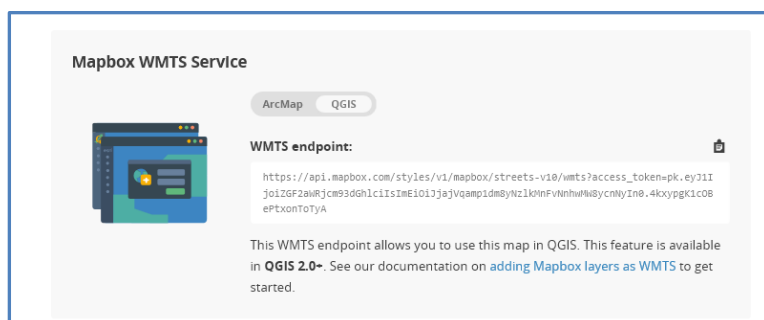 Mapbox WMTS Service
ArcMap QGIS
WMTS endpoint:
https://api.mapbox.com/styles/v1/mapbox/streets-v10/wmts?access_token=pk.eyJ1I
joiZGF2aWRjcm93dGhlciIsImEiOiJjajVqamp1dm8yNzlkMnFvNnhwMW8ycnNyIn0.4kxypgK1cOB
ePtxonToTyA
This WMTS endpoint allows you to use this map in QGIS. This feature is available
in QGIS 2.0+. See our documentation on adding Mapbox layers as WMTS to get
started.